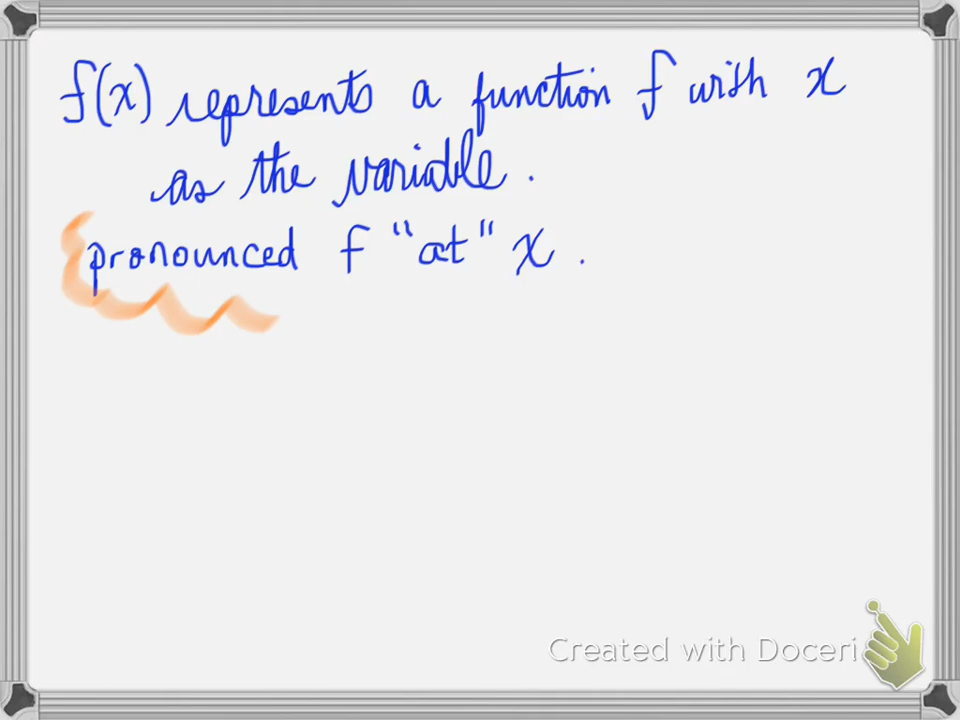 f(x) represents a function f with x
as the variable.
pronounced f "at" x.
Created with Doceri